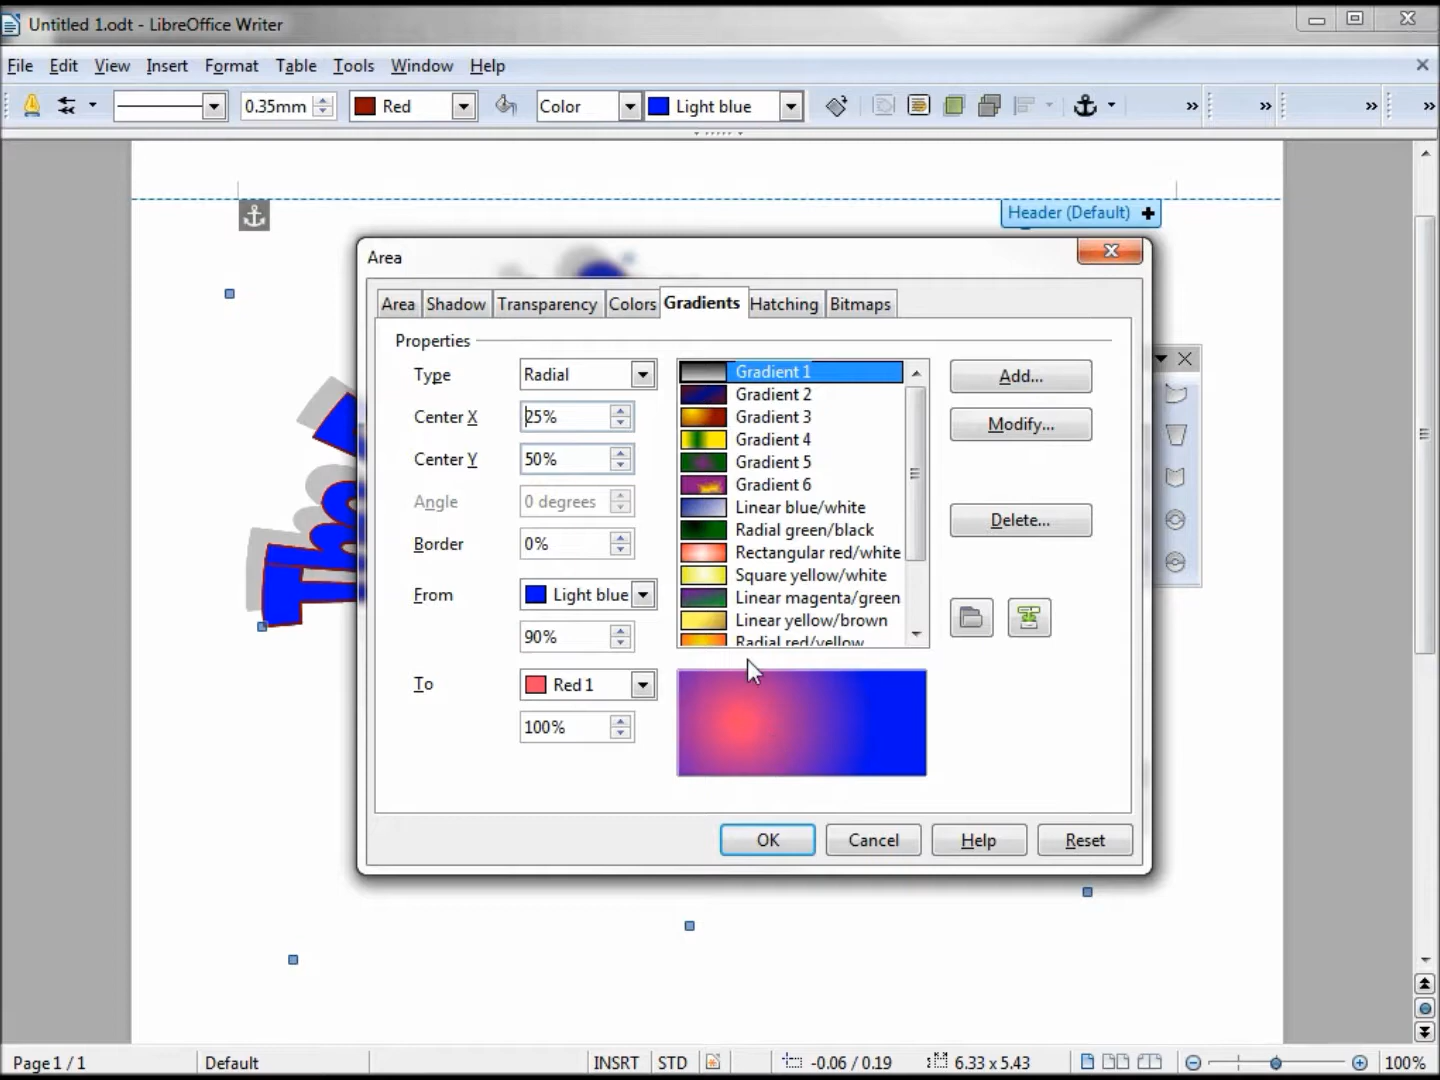 Untitled 1.odt - LibreOffice Writer
File Edit View Insert Format Table Tools Window Help
0.35mm Red Color Light blue
Header (Default)
Area
Area Shadow Transparency Colors Gradients Hatching Bitmaps
Properties
Type Radial
Center X 25%
Center Y 50%
Angle 0 degrees
Border 0%
From Light blue
90%
To Red 1
100%
Gradient 1
Gradient 2
Gradient 3
Gradient 4
Gradient 5
Gradient 6
Linear blue/white
Radial green/black
Rectangular red/white
Square yellow/white
Linear magenta/green
Linear yellow/brown
Radial red/yellow
Add...
Modify...
Delete...
OK Cancel Help Reset
The
Page 1 / 1 Default INSRT STD -0.06 / 0.19 6.33 x 5.43 100%